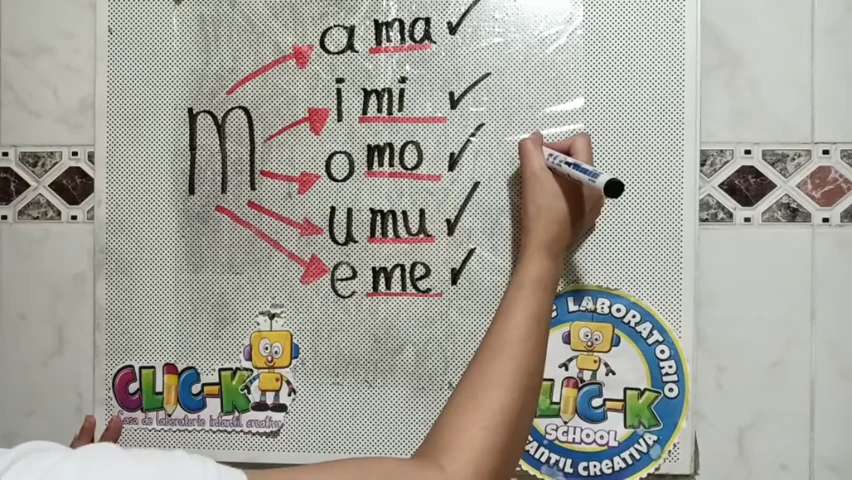 a ma ✓
i mi ✓
m
o mo ✓
u mu ✓
e me ✓
CLIC-K
Casa de laboratorio infantil creativa
LABORATORIO
CLIC-K
SCHOOL
INFANTIL CREATIVA